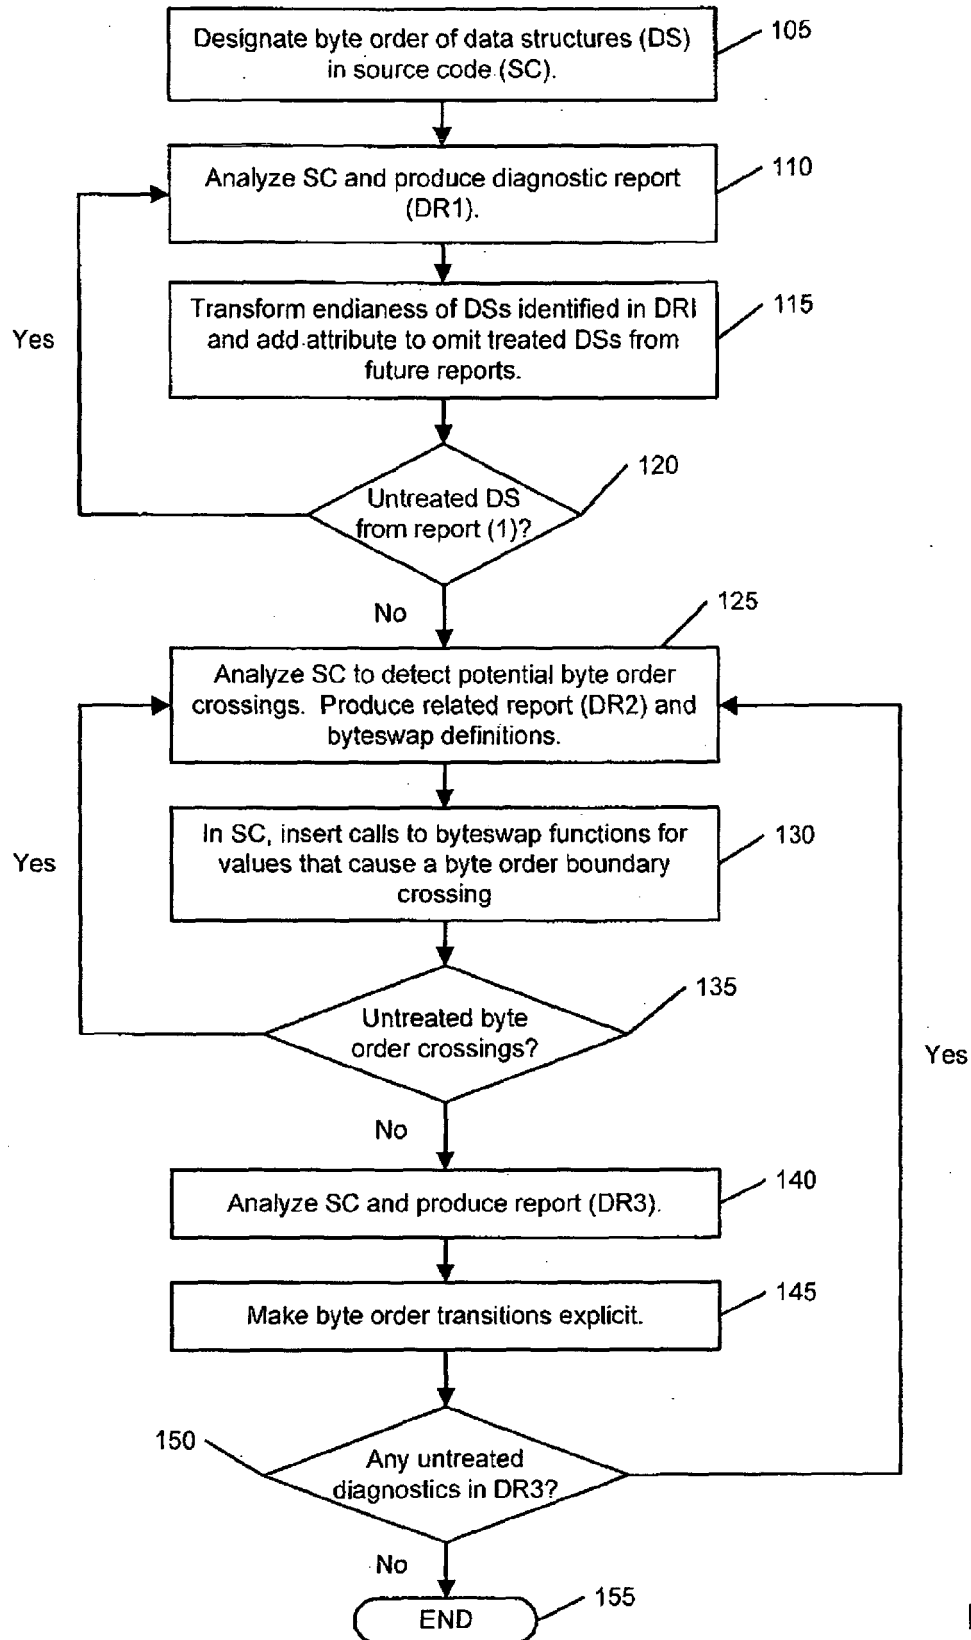 Designate byte order of data structures (DS)
in source code (SC).
105
Analyze SC and produce diagnostic report
(DR1).
110
Transform endianess of DSs identified in DRI
and add attribute to omit treated DSs from
future reports.
115
Yes
Untreated DS
from report (1)?
120
No
125
Analyze SC to detect potential byte order
crossings. Produce related report (DR2) and
byteswap definitions.
In SC, insert calls to byteswap functions for
values that cause a byte order boundary
crossing
130
Yes
Untreated byte
order crossings?
135
Yes
No
Analyze SC and produce report (DR3).
140
Make byte order transitions explicit.
145
150
Any untreated
diagnostics in DR3?
No
END
155